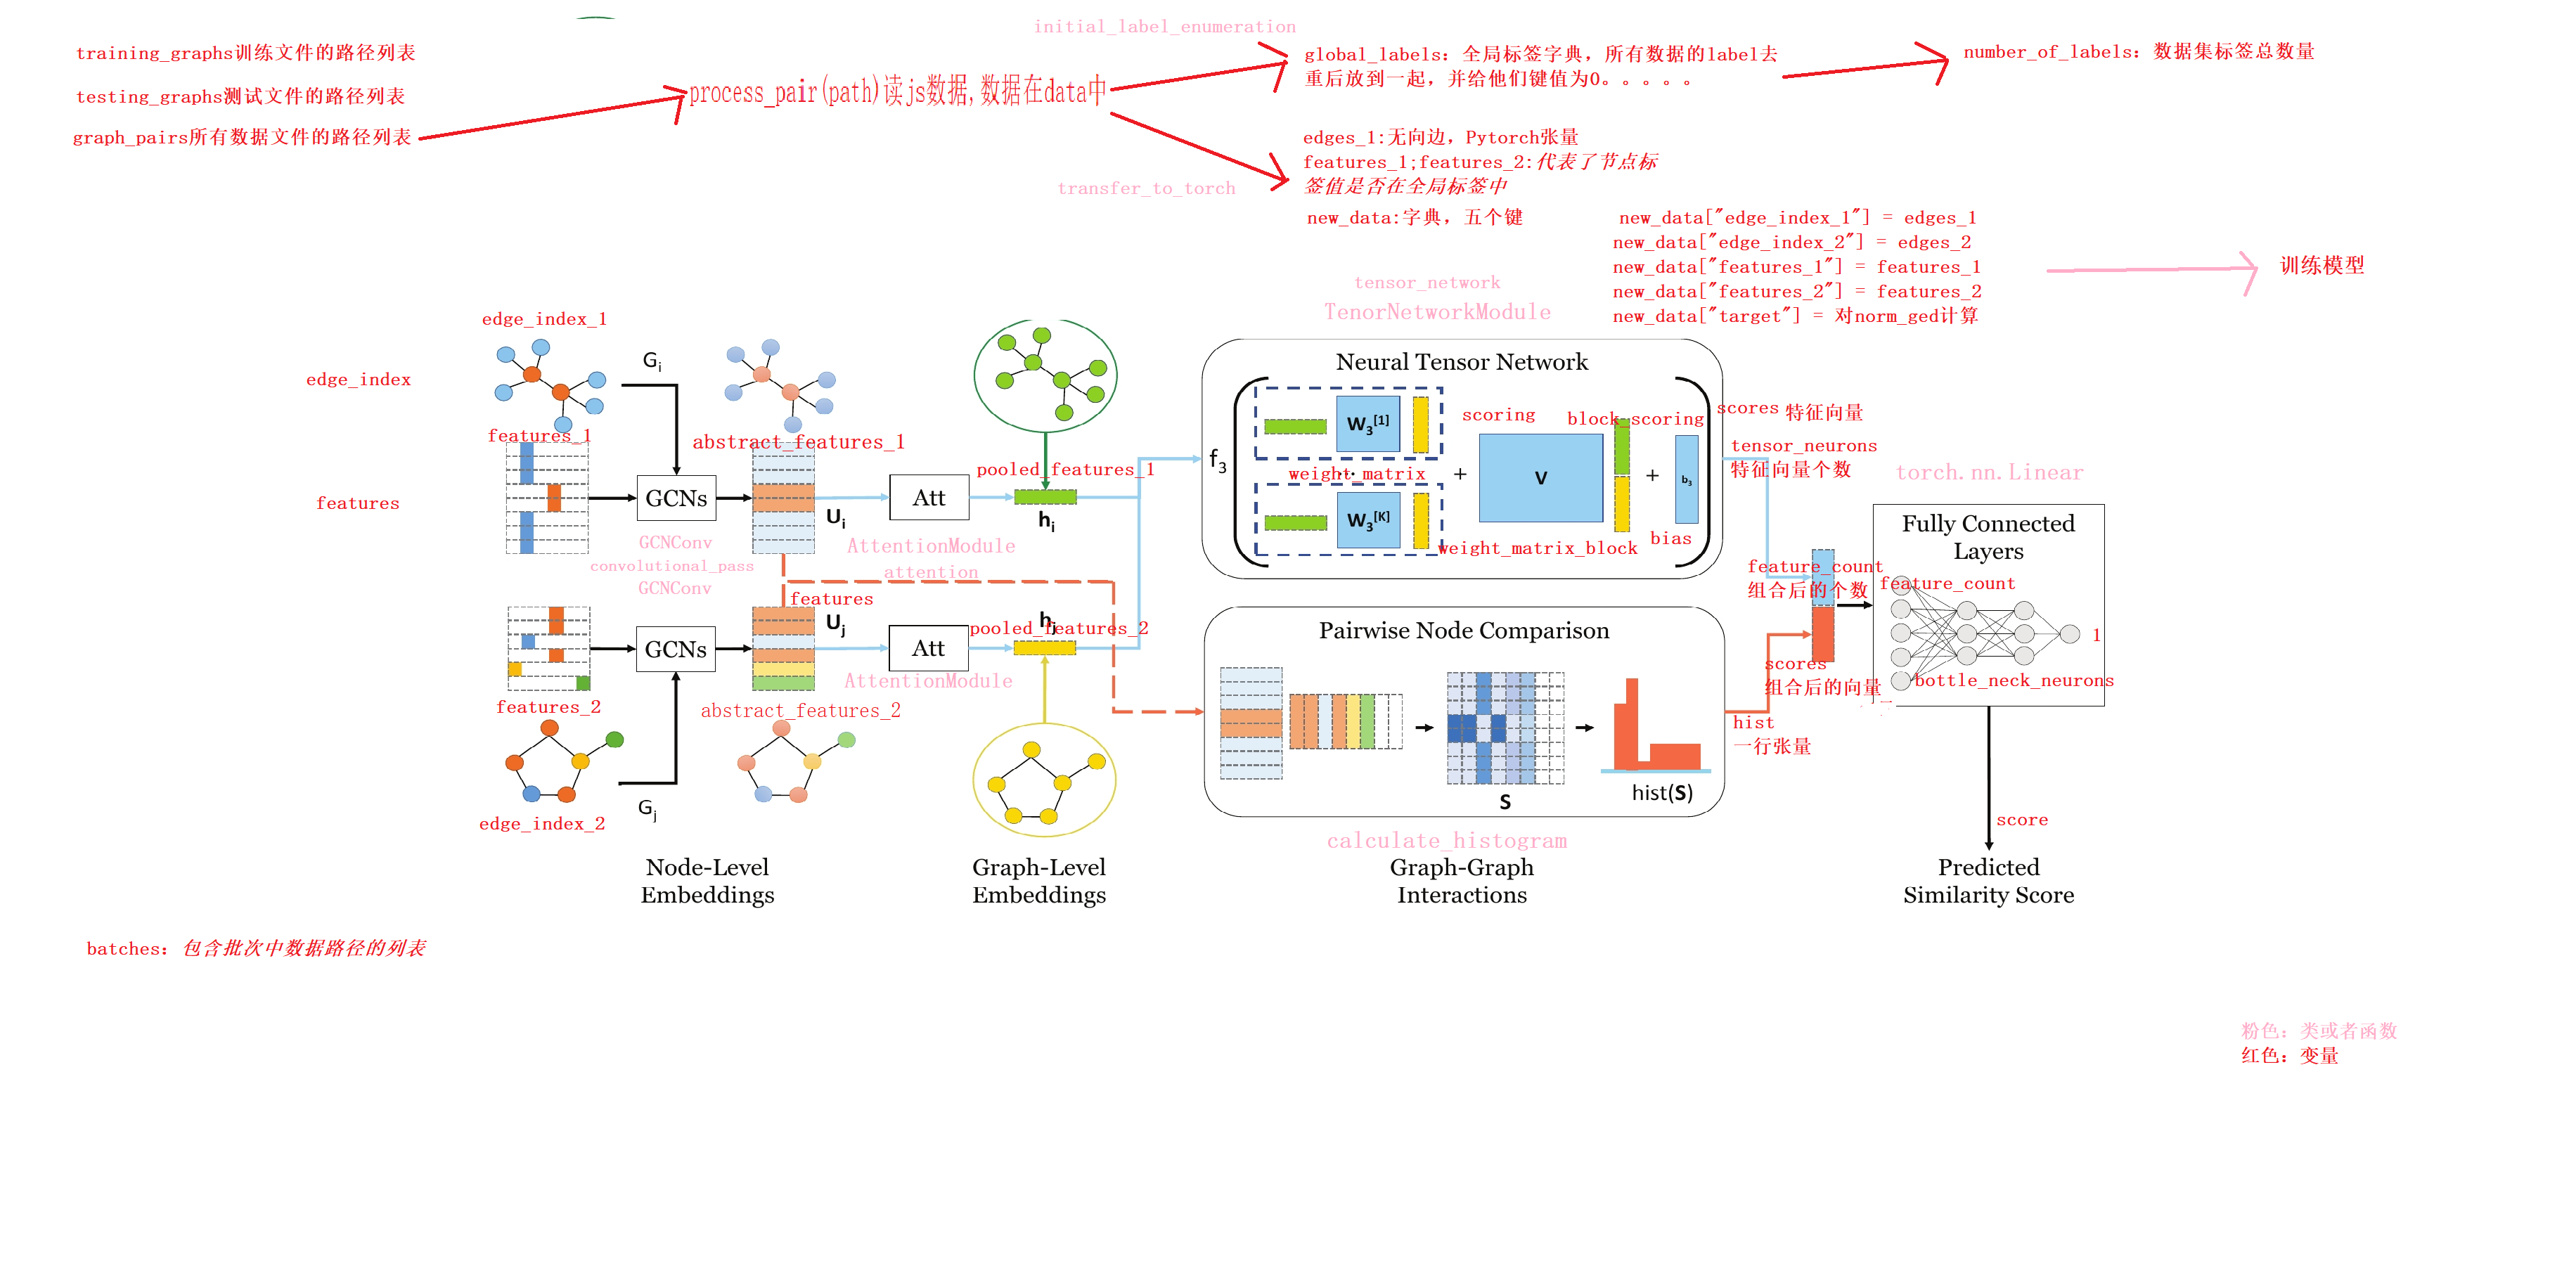 initial_label_enumeration
training_graphs训练文件的路径列表
testing_graphs测试文件的路径列表
graph_pairs所有数据文件的路径列表
process_pair(path)读js数据,数据在data中
global_labels: 全局标签字典, 所有数据的label去
重后放到一起, 并给他们键值为0。。。。。
number_of_labels: 数据集标签总数量
edges_1:无向边, Pytorch张量
features_1;features_2:代表了节点标
签值是否在全局标签中
transfer_to_torch
new_data:字典, 五个键
new_data["edge_index_1"] = edges_1
new_data["edge_index_2"] = edges_2
new_data["features_1"] = features_1
new_data["features_2"] = features_2
new_data["target"] = 对norm_ged计算
训练模型
tensor_network
TenorNetworkModule
edge_index_1
edge_index
Gi
features_1
abstract_features_1
features
GCNs
Ui
Att
pooled_features_1
hi
GCNConv
convolutional_pass
GCNConv
AttentionModule
attention
features
GCNs
Uj
Att
hj
pooled_features_2
AttentionModule
features_2
abstract_features_2
Gj
edge_index_2
Neural Tensor Network
f3
W3[1]
scoring
block_scoring
weight_matrix
...
+
V
+
b3
W3[K]
weight_matrix_block
bias
scores 特征向量
tensor_neurons
特征向量个数
torch.nn.Linear
Fully Connected
Layers
feature_count
组合后的个数
feature_count
1
scores
组合后的向量
bottle_neck_neurons
Pairwise Node Comparison
S
hist(S)
hist
一行张量
calculate_histogram
score
Node-Level
Embeddings
Graph-Level
Embeddings
Graph-Graph
Interactions
Predicted
Similarity Score
batches: 包含批次中数据路径的列表
粉色: 类或者函数
红色: 变量